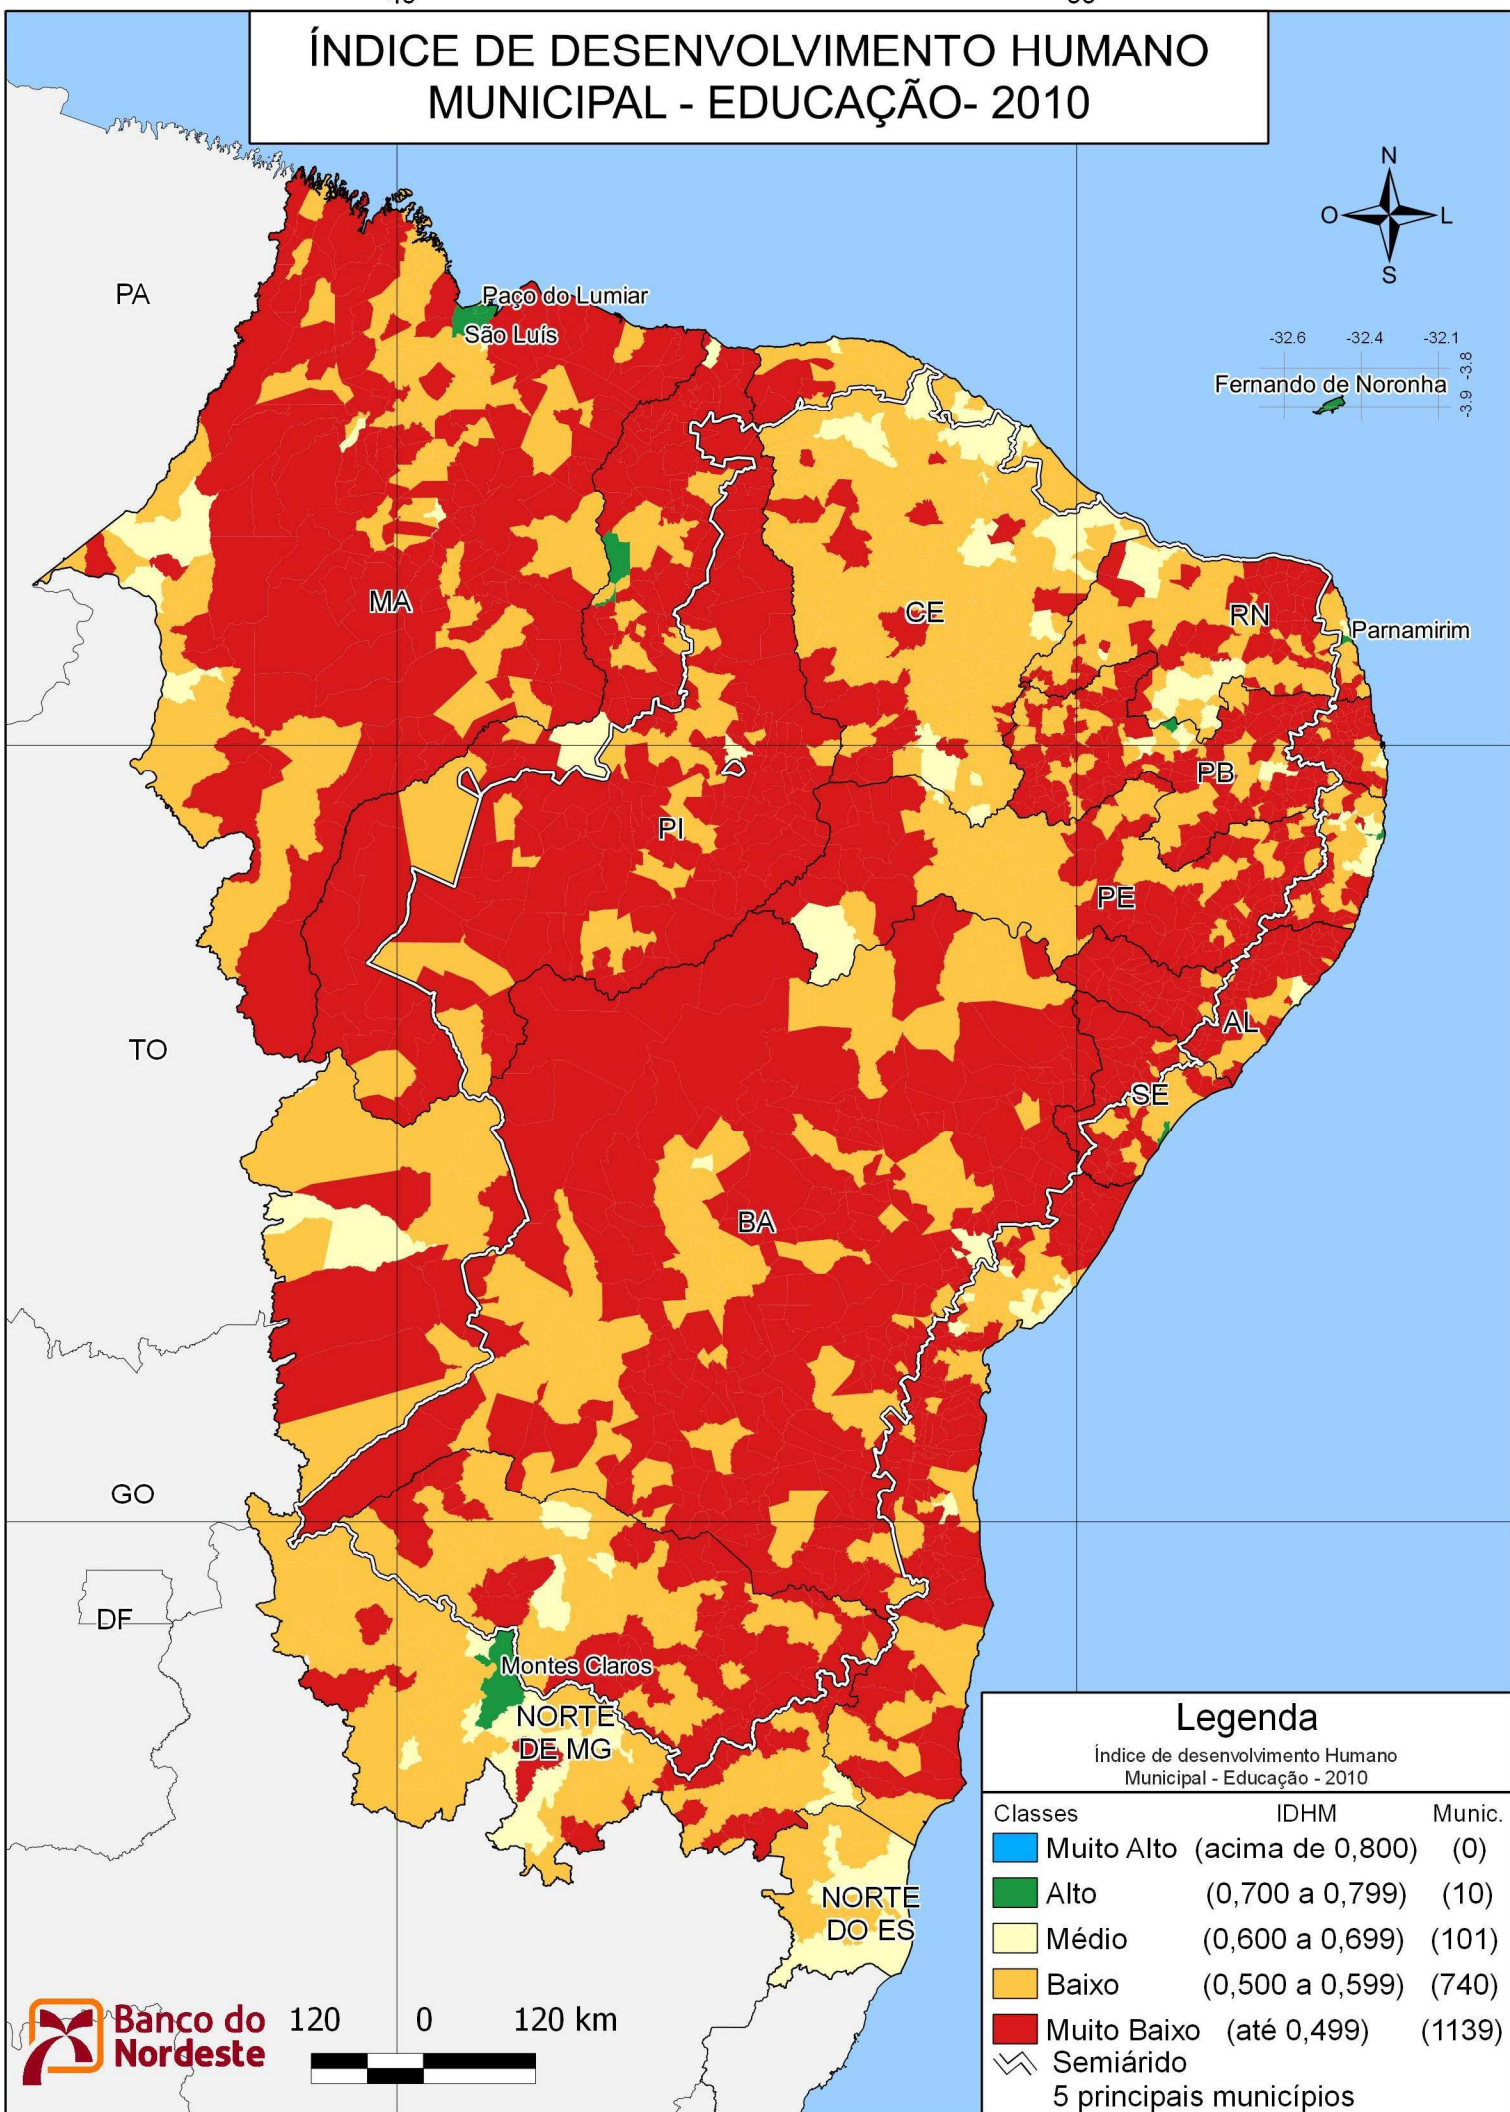 ÍNDICE DE DESENVOLVIMENTO HUMANO
MUNICIPAL - EDUCAÇÃO- 2010
N
O
L
S
PA
Paço do Lumiar
São Luís
-32.6
-32.4
-32.1
-3.8
-3.9
Fernando de Noronha
MA
CE
RN
Parnamirim
PB
PI
PE
TO
AL
SE
BA
GO
DF
Montes Claros
NORTE
DE MG
NORTE
DO ES
Legenda
Índice de desenvolvimento Humano
Municipal - Educação - 2010
Classes IDHM Munic.
Muito Alto (acima de 0,800) (0)
Alto (0,700 a 0,799) (10)
Médio (0,600 a 0,699) (101)
Baixo (0,500 a 0,599) (740)
Muito Baixo (até 0,499) (1139)
Semiárido
5 principais municípios
Banco do
Nordeste
120 0 120 km